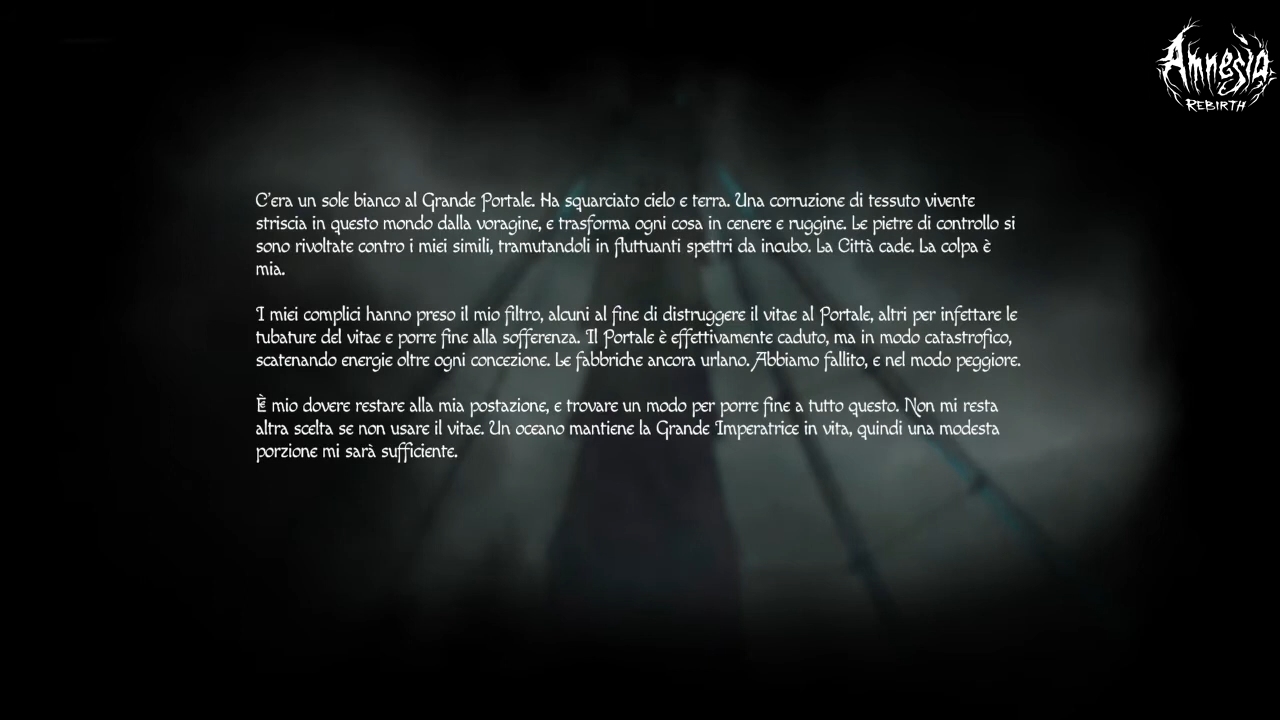 Amnesia
REBIRTH
C'era un sole bianco al Grande Portale. Ha squarciato cielo e terra. Una corruzione di tessuto vivente
striscia in questo mondo dalla voragine, e trasforma ogni cosa in cenere e ruggine. Le pietre di controllo si
sono rivoltate contro i miei simili, tramutandoli in fluttuanti spettri da incubo. La Città cade. La colpa è
mia.
I miei complici hanno preso il mio filtro, alcuni al fine di distruggere il vitae al Portale, altri per infettare le
tubature del vitae e porre fine alla sofferenza. Il Portale è effettivamente caduto, ma in modo catastrofico,
scatenando energie oltre ogni concezione. Le fabbriche ancora urlano. Abbiamo fallito, e nel modo peggiore.
È mio dovere restare alla mia postazione, e trovare un modo per porre fine a tutto questo. Non mi resta
altra scelta se non usare il vitae. Un oceano mantiene la Grande Imperatrice in vita, quindi una modesta
porzione mi sarà sufficiente.